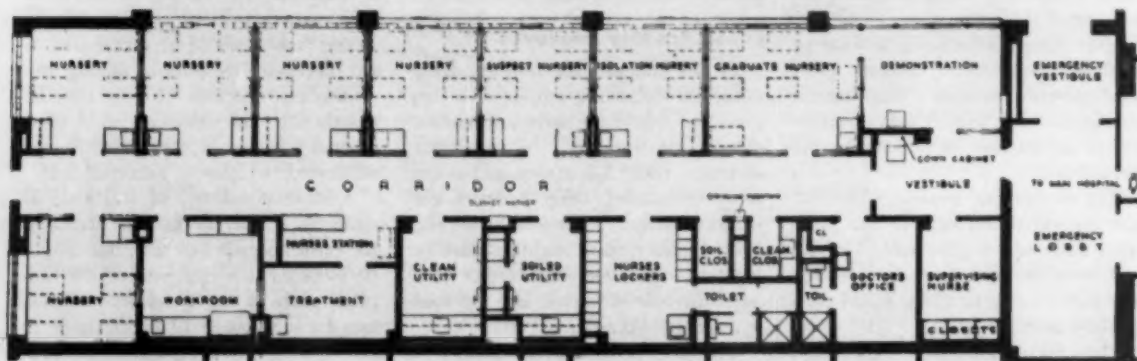 NURSERY
NURSERY
NURSERY
NURSERY
SUSPECT NURSERY
ISOLATION NURERY
GRADUATE NURSERY
DEMONSTRATION
EMERGENCY
VESTIBULE
GOWN CABINET
CORRIDOR
VESTIBULE
TO MAIN HOSPITAL
NURSES STATION
CL.
SOIL
CLOS.
CLEAN
CLOS.
EMERGENCY
LOBBY
CLEAN
UTILITY
SOILED
UTILITY
NURSES
LOCKERS
DOCTORS
OFFICE
SUPERVISING
NURSE
NURSERY
WORKROOM
TREATMENT
TOILET
TOIL.
CLOSETS